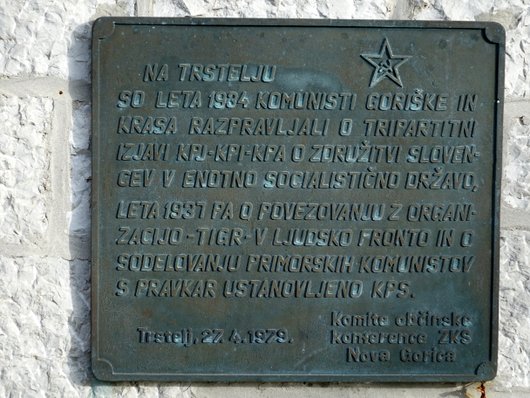 NA TRSTELJU
SO LETA 1934 KOMUNISTI GORIŠKE IN
KRASA RAZPRAVLJALI O TRIPARTITNI
IZJAVI KPJ-KPI-KPA O ZDRUŽITVI SLOVEN-
CEV V ENOTNO SOCIALISTIČNO DRŽAVO,
LETA 1937 PA O POVEZOVANJU Z ORGANI-
ZACIJO-TIGR-V LJUDSKO FRONTO IN O
SODELOVANJU PRIMORSKIH KOMUNISTOV
S PRAVKAR USTANOVLJENO KPS.
Trstelj, 27. 4. 1979.
Komite občinske
konference ZKS
Nova Gorica